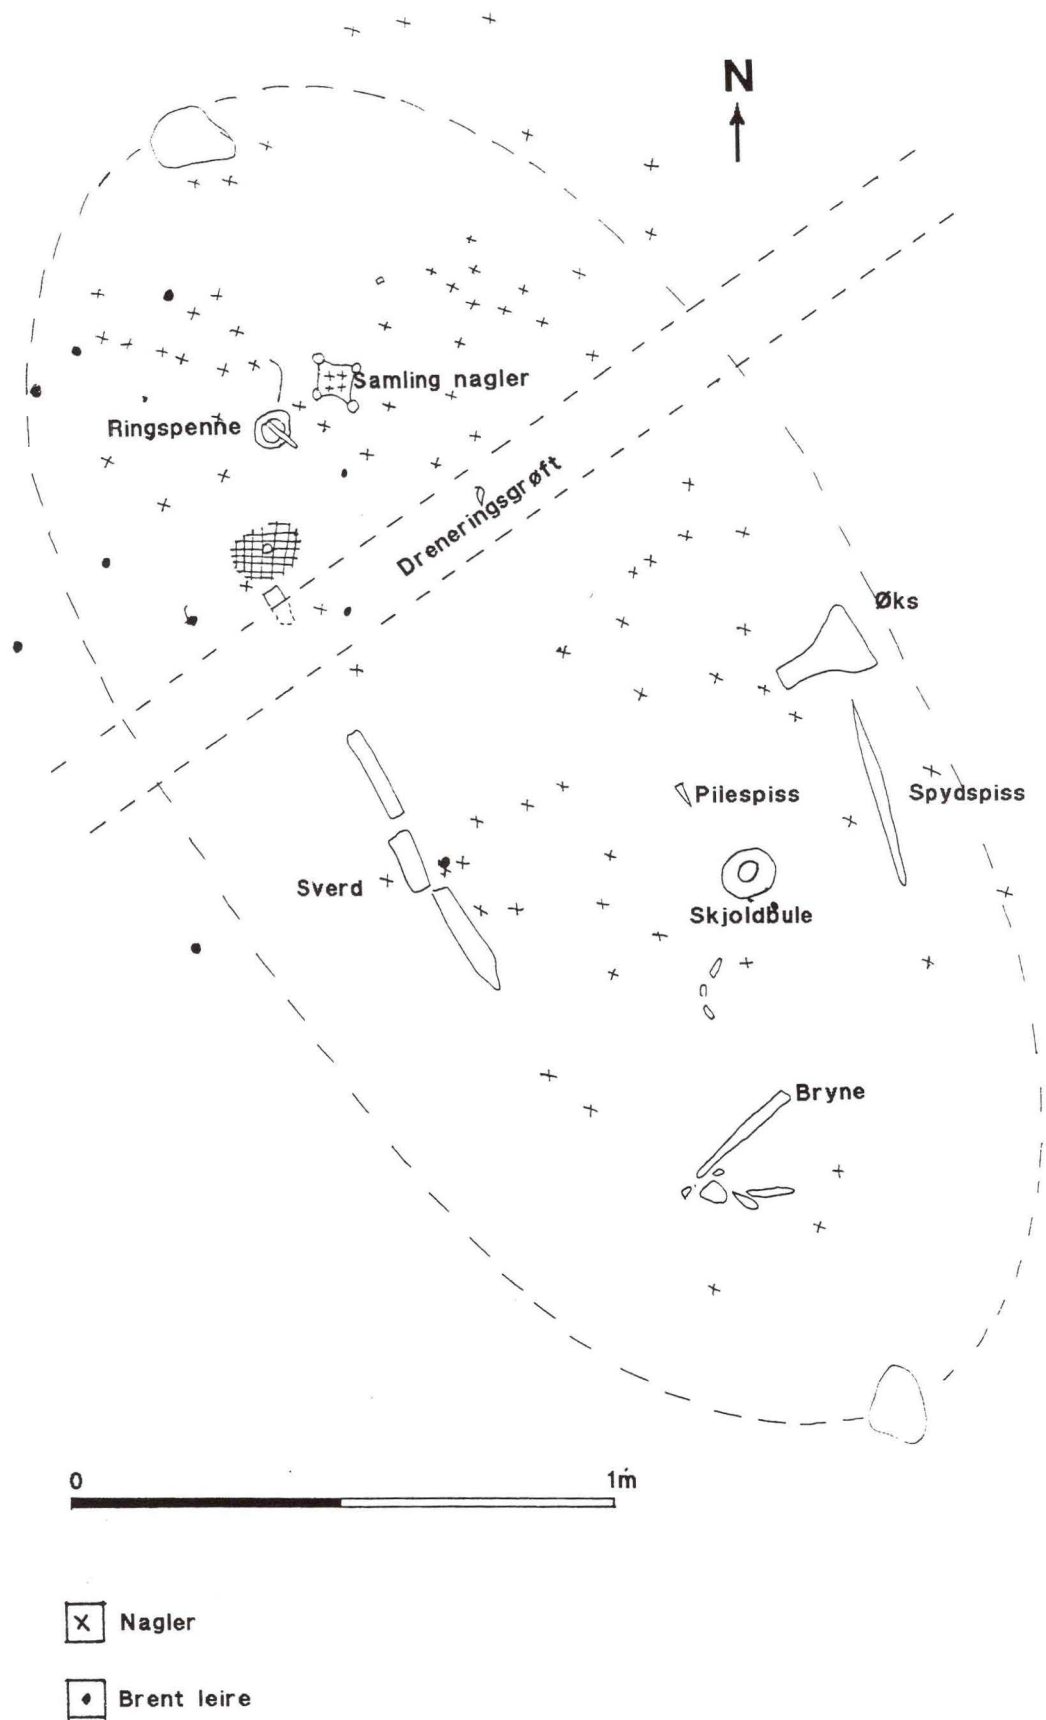 N
Samling nagler
Ringspenne
Dreneringsgrøft
Øks
Pilespiss
Spydspiss
Sverd
Skjoldbule
Bryne
0 1m
x Nagler
Brent leire